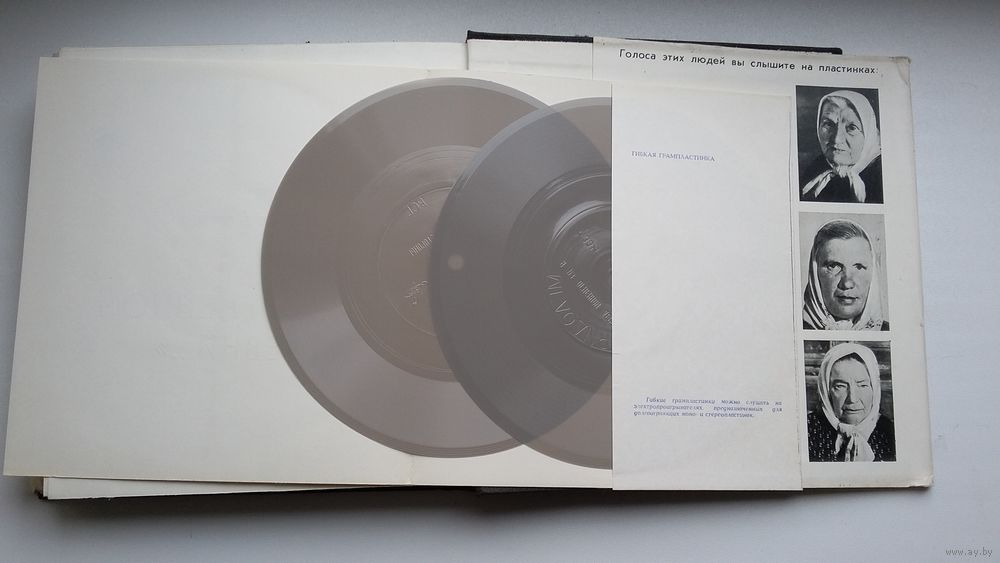 Голоса этих людей вы слышите на пластинках:
ГИБКАЯ ГРАМПЛАСТИНКА
Гибкие грампластинки можно слушать на
электропроигрывателях, предназначенных для
долгоиграющих моно- и стереопластинок.
www.ay.by